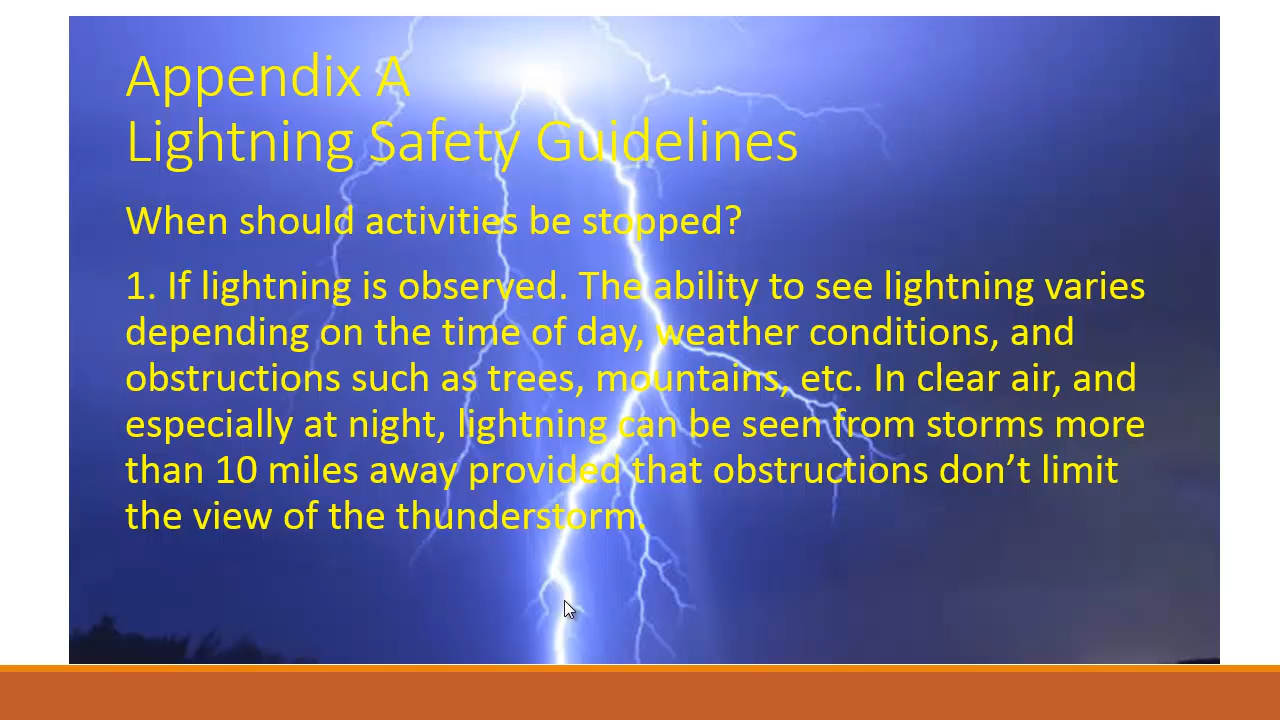 Appendix A
Lightning Safety Guidelines
When should activities be stopped?
1. If lightning is observed. The ability to see lightning varies
depending on the time of day, weather conditions, and
obstructions such as trees, mountains, etc. In clear air, and
especially at night, lightning can be seen from storms more
than 10 miles away provided that obstructions don’t limit
the view of the thunderstorm.